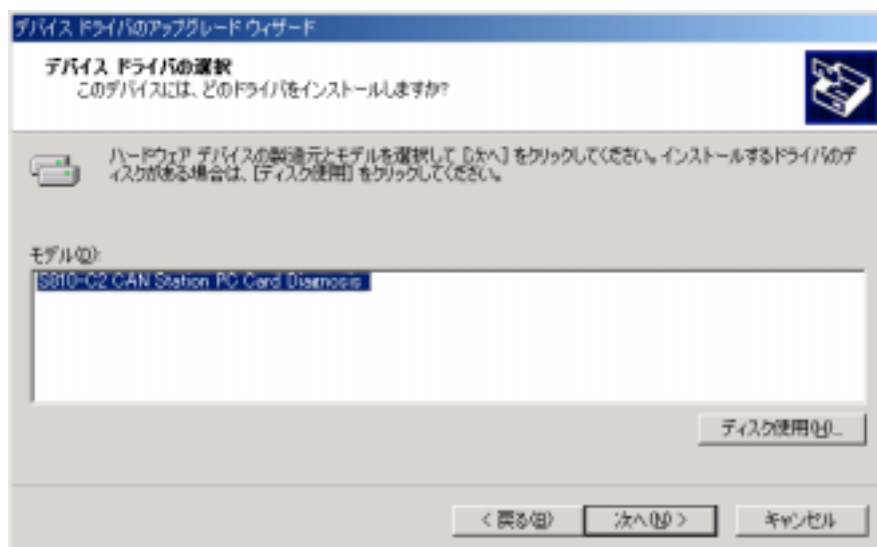 デバイス ドライバのアップグレード ウィザード
デバイス ドライバの選択
このデバイスには、どのドライバをインストールしますか?
ハードウェア デバイスの製造元とモデルを選択して [次へ] をクリックしてください。インストールするドライバのデ
ィスクがある場合は、[ディスク使用] をクリックしてください。
モデル(D):
S810-C2 CAN Station PC Card Diagnosis
ディスク使用(H)...
< 戻る(B)
次へ(N) >
キャンセル